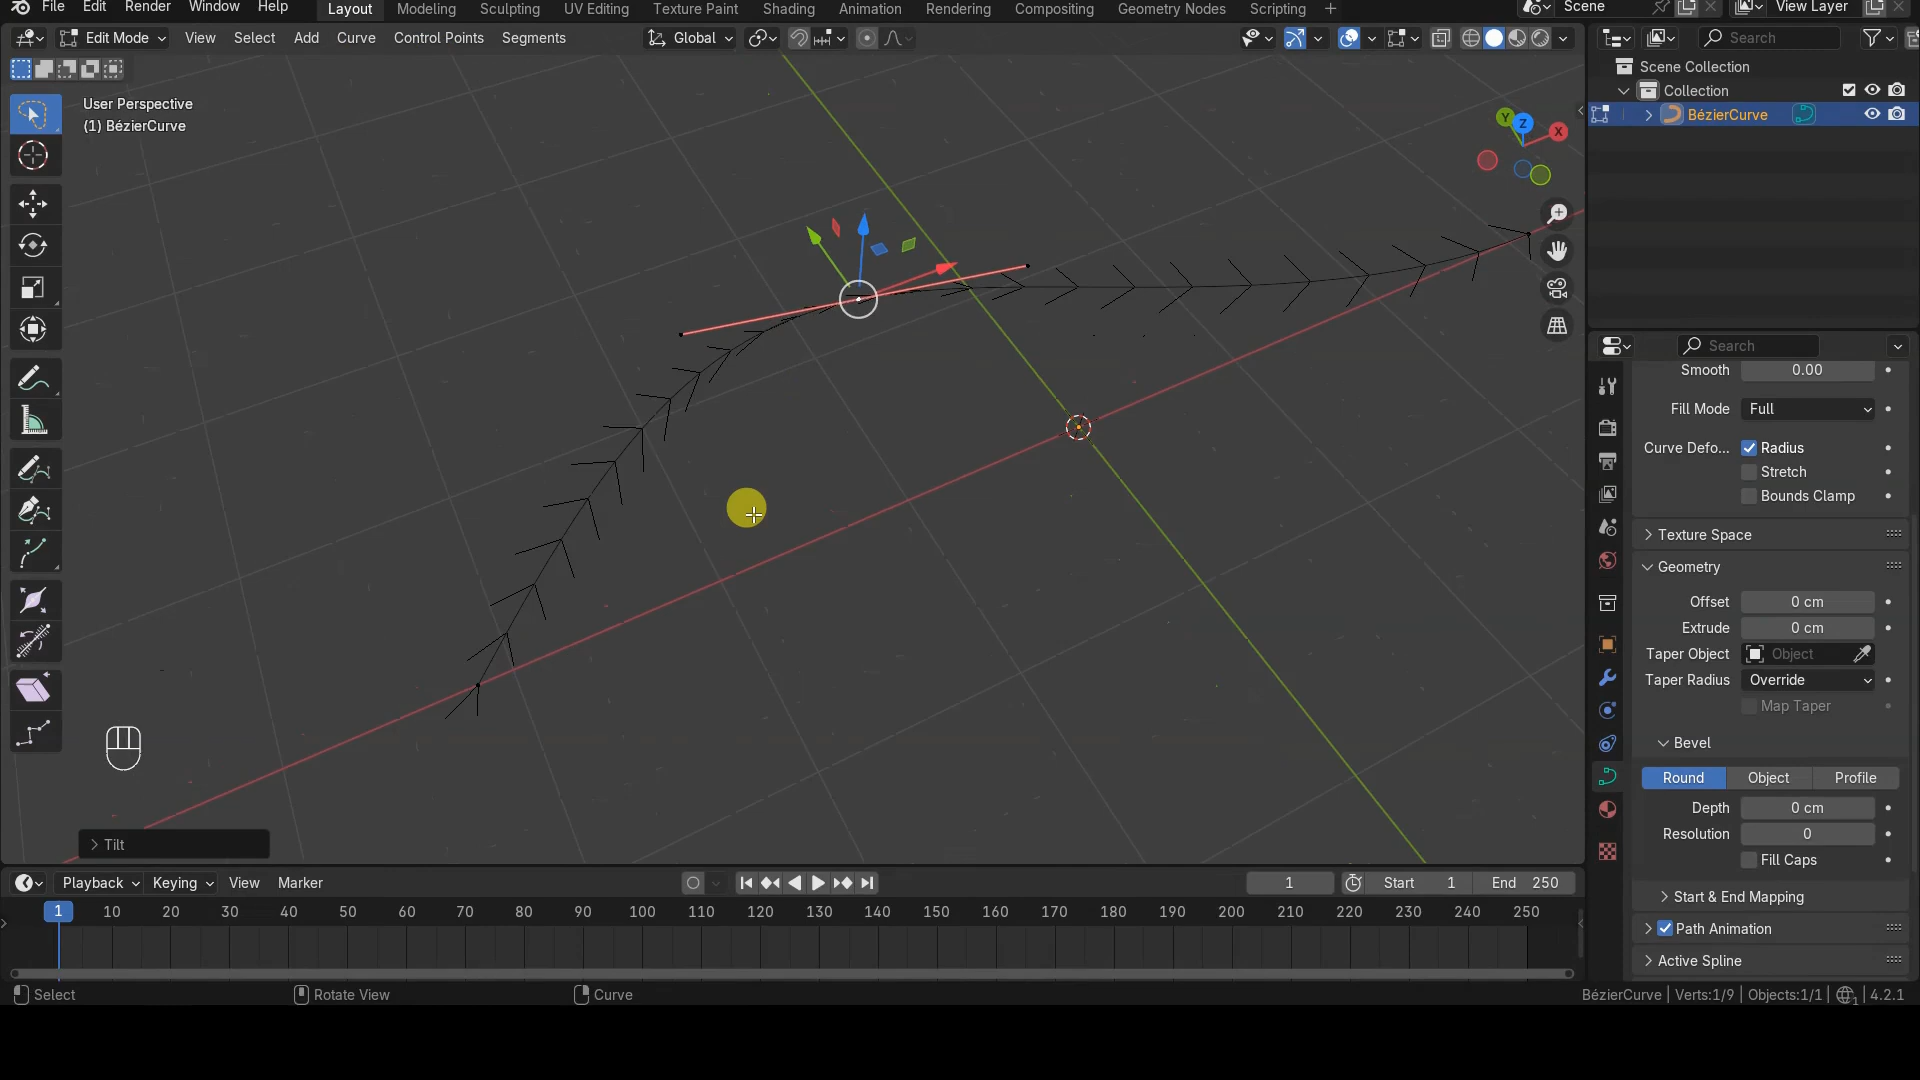 File Edit Render Window Help Layout Modeling Sculpting UV Editing Texture Paint Shading Animation Rendering Compositing Geometry Nodes Scripting + Scene View Layer
Edit Mode View Select Add Curve Control Points Segments Global Search
User Perspective
(1) BézierCurve
Scene Collection
Collection
BézierCurve
Y Z X
Search
Smooth 0.00
Fill Mode Full
Curve Defo... Radius
Stretch
Bounds Clamp
Texture Space
Geometry
Offset 0 cm
Extrude 0 cm
Taper Object Object
Taper Radius Override
Map Taper
Bevel
Round Object Profile
Depth 0 cm
Resolution 0
Fill Caps
Start & End Mapping
Path Animation
Active Spline
Tilt
Playback Keying View Marker 1 Start 1 End 250
1 10 20 30 40 50 60 70 80 90 100 110 120 130 140 150 160 170 180 190 200 210 220 230 240 250
Select Rotate View Curve BézierCurve | Verts:1/9 | Objects:1/1 | 1 | 4.2.1